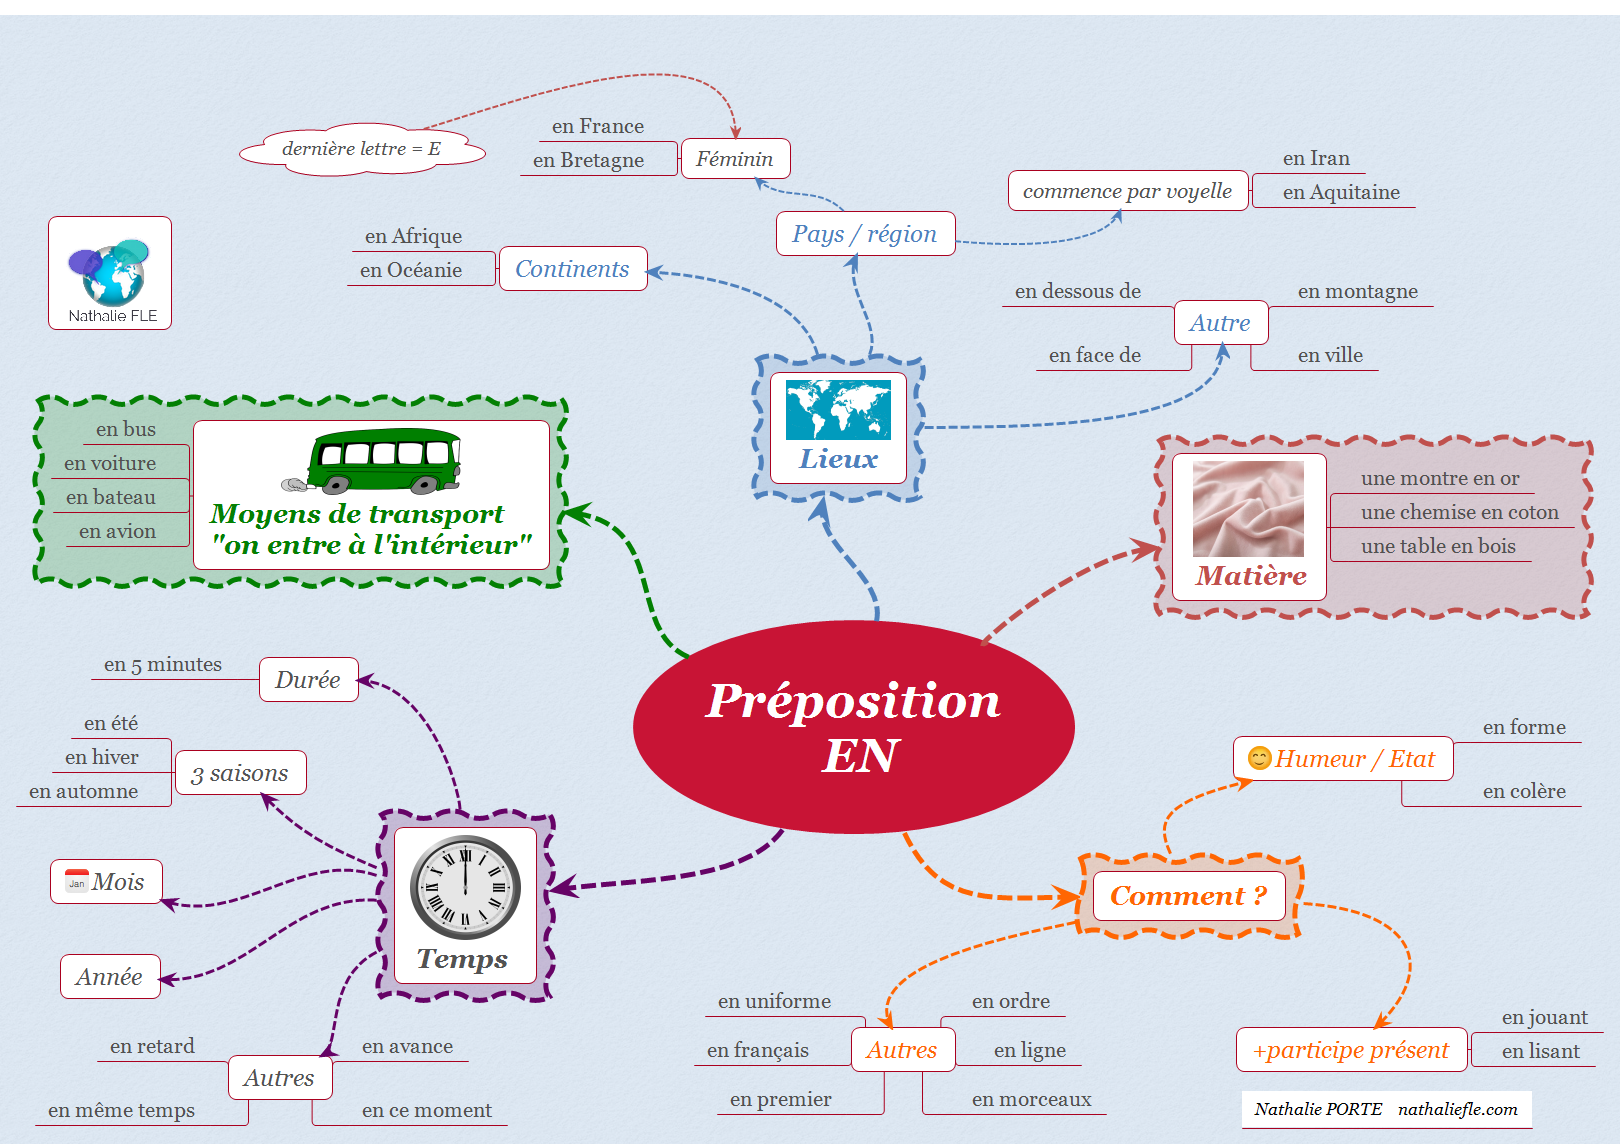 dernière lettre = E
en France
en Bretagne
Féminin
commence par voyelle
en Iran
en Aquitaine
Pays / région
en Afrique
en Océanie
Continents
Nathalie FLE
en dessous de
en face de
Autre
en montagne
en ville
Lieux
en bus
en voiture
en bateau
en avion
Moyens de transport
"on entre à l'intérieur"
Matière
une montre en or
une chemise en coton
une table en bois
Préposition
EN
en 5 minutes
Durée
en été
en hiver
en automne
3 saisons
Jan
Mois
Année
Temps
en retard
en même temps
Autres
en avance
en ce moment
Humeur / Etat
en forme
en colère
Comment ?
en uniforme
en français
en premier
Autres
en ordre
en ligne
en morceaux
+participe présent
en jouant
en lisant
Nathalie PORTE nathaliefle.com